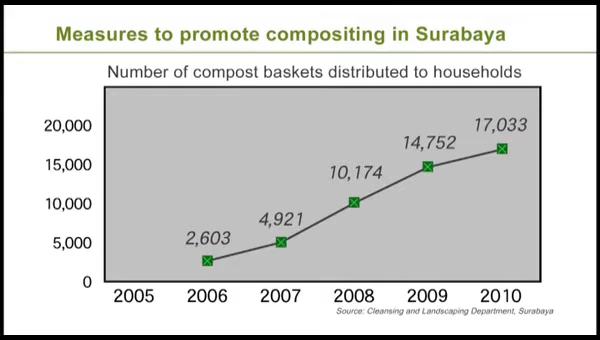 Measures to promote compositing in Surabaya
Number of compost baskets distributed to households
20,000
15,000
10,000
5,000
0
2,603
4,921
10,174
14,752
17,033
2005 2006 2007 2008 2009 2010
Source: Cleansing and Landscaping Department, Surabaya